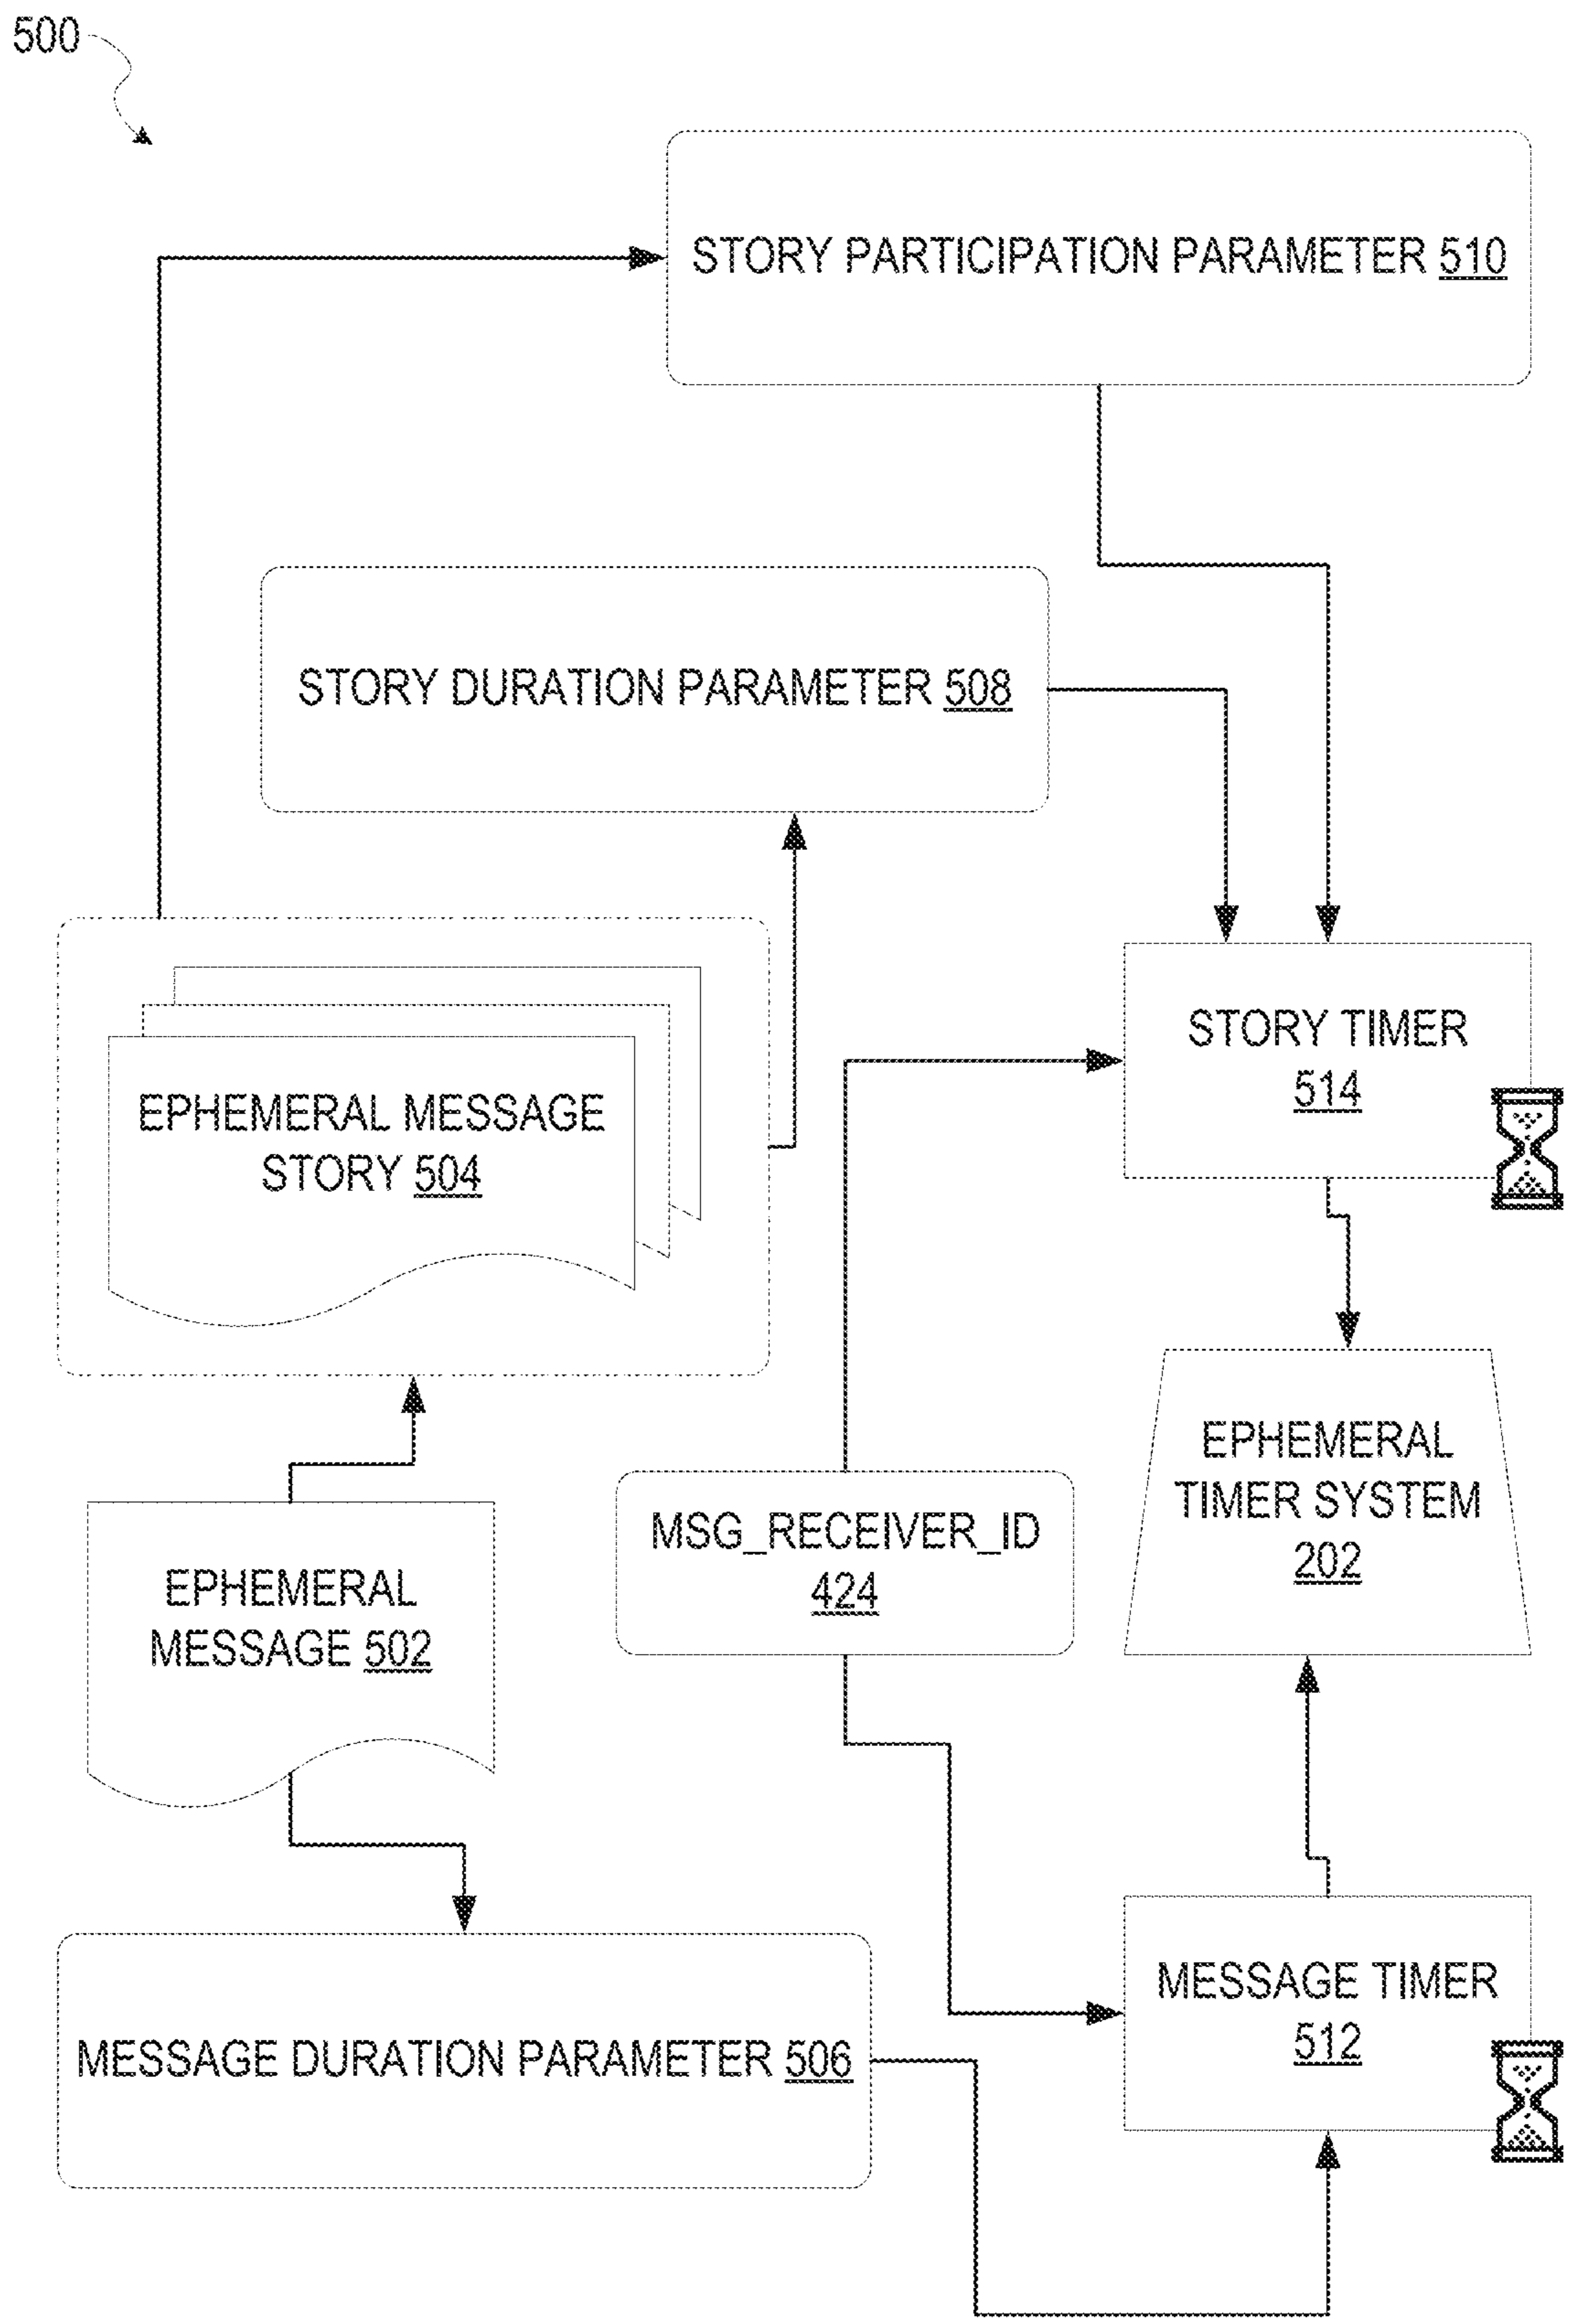 500
STORY PARTICIPATION PARAMETER 510
STORY DURATION PARAMETER 508
STORY TIMER
514
EPHEMERAL MESSAGE
STORY 504
EPHEMERAL
TIMER SYSTEM
202
MSG_RECEIVER_ID
424
EPHEMERAL
MESSAGE 502
MESSAGE TIMER
512
MESSAGE DURATION PARAMETER 506